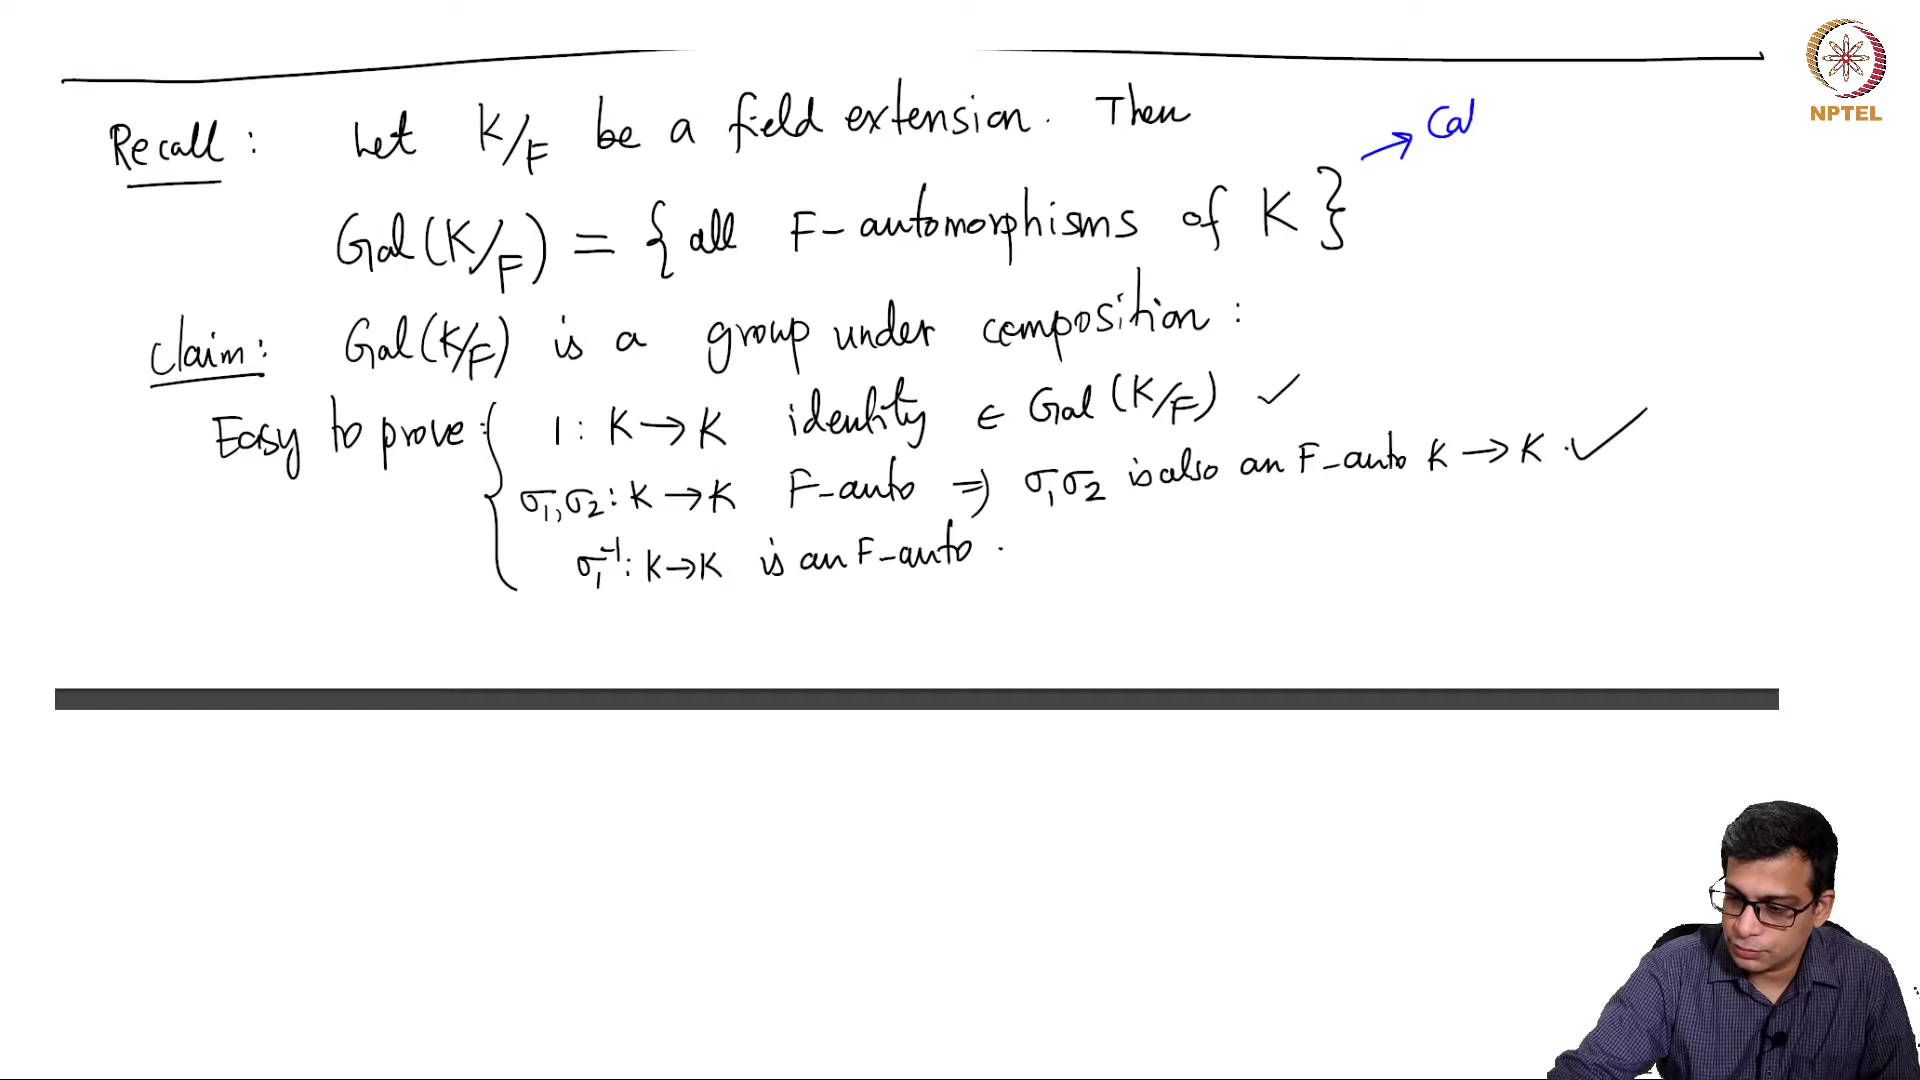 Recall : Let K/F be a field extension. Then
→ Cal
Gal(K/F) = { all F-automorphisms of K }
Claim: Gal(K/F) is a group under composition :
Easy to prove : { 1 : K → K identity ∈ Gal(K/F) ✓
σ₁, σ₂ : K → K F-auto ⇒ σ₁σ₂ is also an F-auto K → K . ✓
σ₁⁻¹ : K → K is an F-auto .
NPTEL